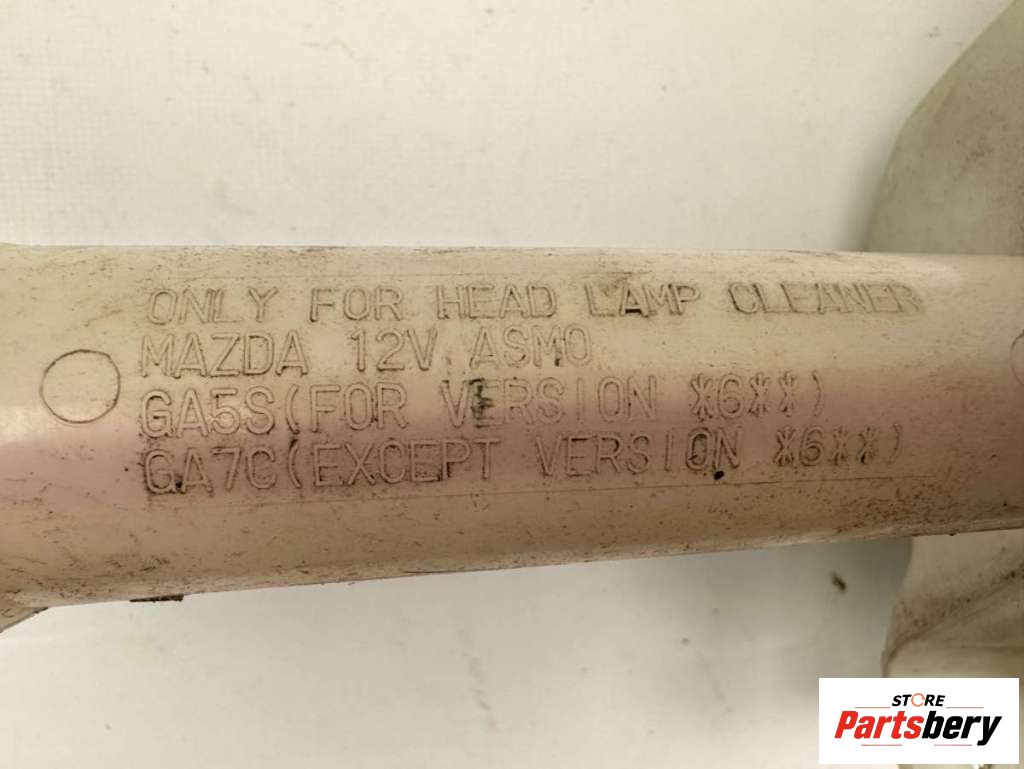 ONLY FOR HEAD LAMP CLEANER
MAZDA 12V ASMO
GA5S(FOR VERSION *6**)
GA7C(EXCEPT VERSION *6**)
STORE
Partsbery